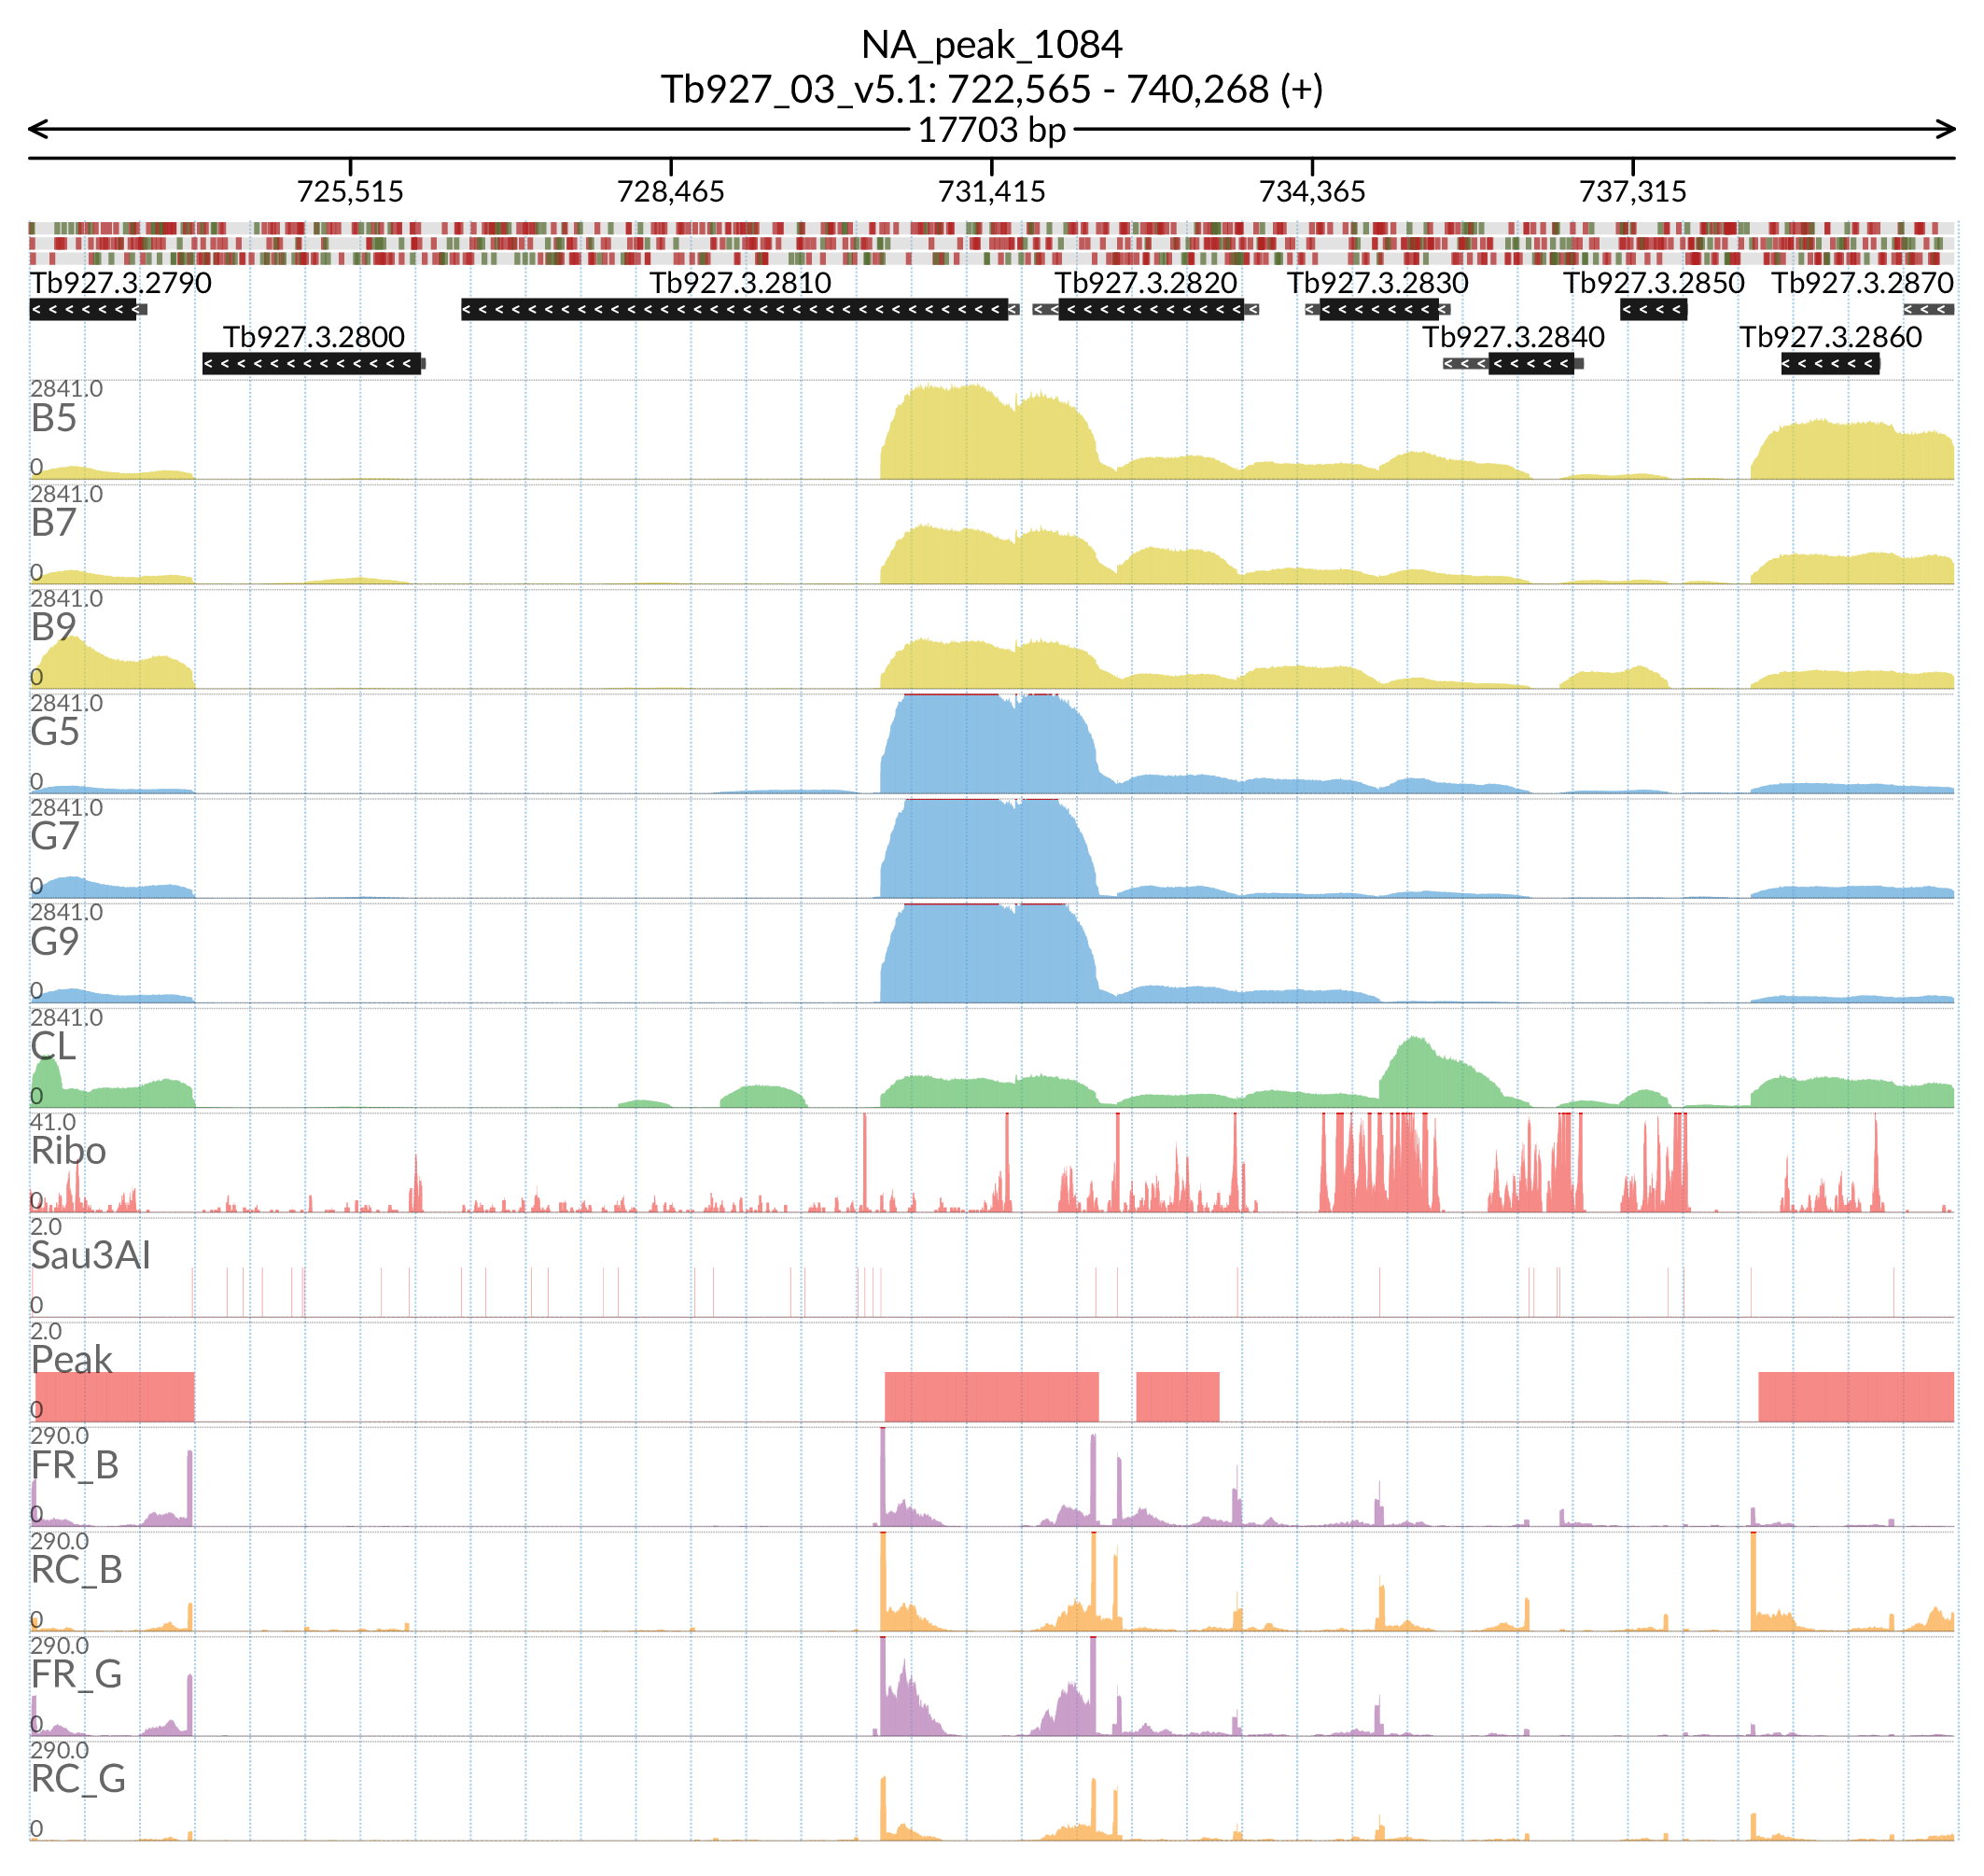 NA_peak_1084
Tb927_03_v5.1: 722,565 - 740,268 (+)
17703 bp
725,515 728,465 731,415 734,365 737,315
Tb927.3.2790 Tb927.3.2810 Tb927.3.2820 Tb927.3.2830 Tb927.3.2850 Tb927.3.2870
Tb927.3.2800 Tb927.3.2840 Tb927.3.2860
2841.0
B5
0
2841.0
B7
0
2841.0
B9
0
2841.0
G5
0
2841.0
G7
0
2841.0
G9
0
2841.0
CL
0
41.0
Ribo
0
2.0
Sau3AI
0
2.0
Peak
0
290.0
FR_B
0
290.0
RC_B
0
290.0
FR_G
0
290.0
RC_G
0